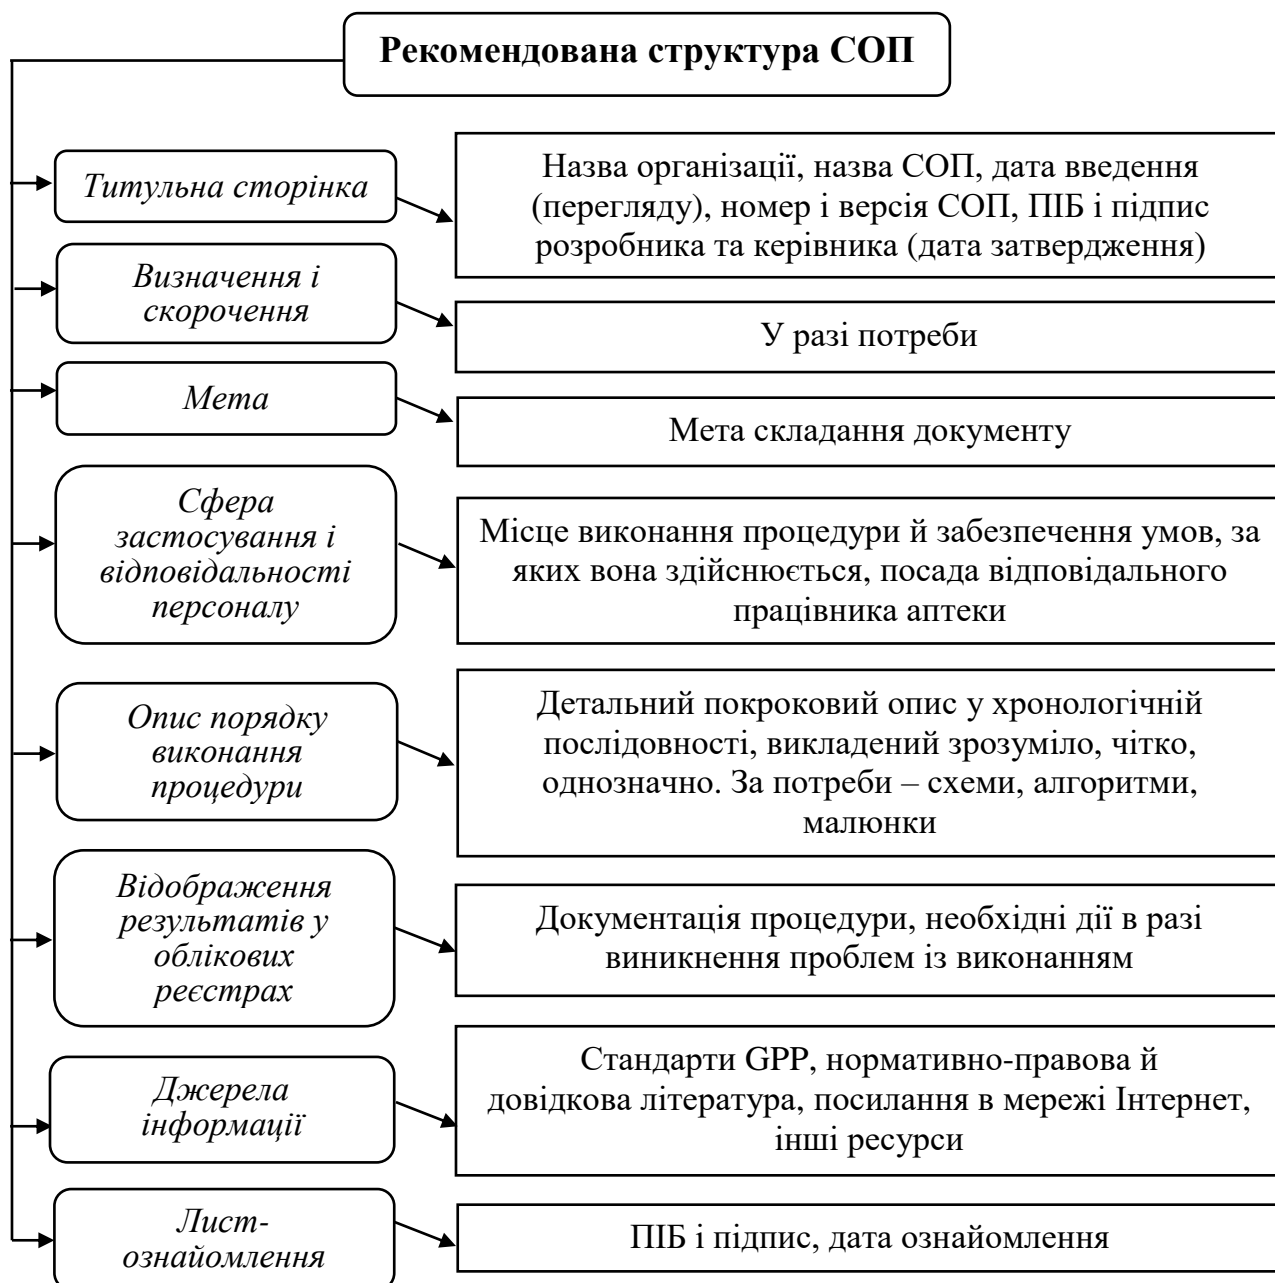 Рекомендована структура СОП
Титульна сторінка
Назва організації, назва СОП, дата введення
(перегляду), номер і версія СОП, ПІБ і підпис
розробника та керівника (дата затвердження)
Визначення і
скорочення
У разі потреби
Мета
Мета складання документу
Сфера
застосування і
відповідальності
персоналу
Місце виконання процедури й забезпечення умов, за
яких вона здійснюється, посада відповідального
працівника аптеки
Опис порядку
виконання
процедури
Детальний покроковий опис у хронологічній
послідовності, викладений зрозуміло, чітко,
однозначно. За потреби – схеми, алгоритми,
малюнки
Відображення
результатів у
облікових
реєстрах
Документація процедури, необхідні дії в разі
виникнення проблем із виконанням
Джерела
інформації
Стандарти GPP, нормативно-правова й
довідкова література, посилання в мережі Інтернет,
інші ресурси
Лист-
ознайомлення
ПІБ і підпис, дата ознайомлення